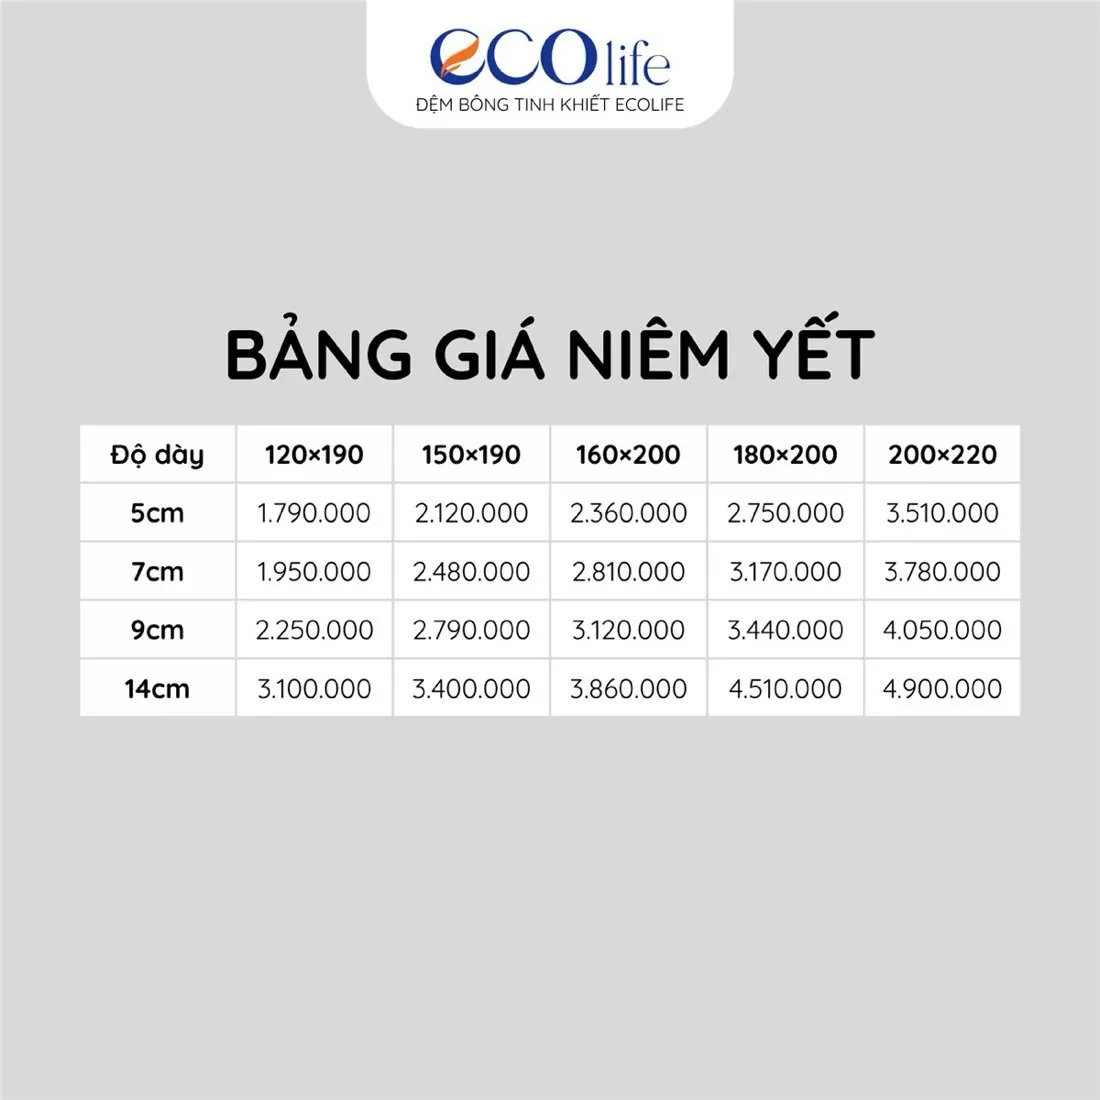 ecolife
ĐỆM BÔNG TINH KHIẾT ECOLIFE
BẢNG GIÁ NIÊM YẾT
Độ dày 120×190 150×190 160×200 180×200 200×220
5cm 1.790.000 2.120.000 2.360.000 2.750.000 3.510.000
7cm 1.950.000 2.480.000 2.810.000 3.170.000 3.780.000
9cm 2.250.000 2.790.000 3.120.000 3.440.000 4.050.000
14cm 3.100.000 3.400.000 3.860.000 4.510.000 4.900.000